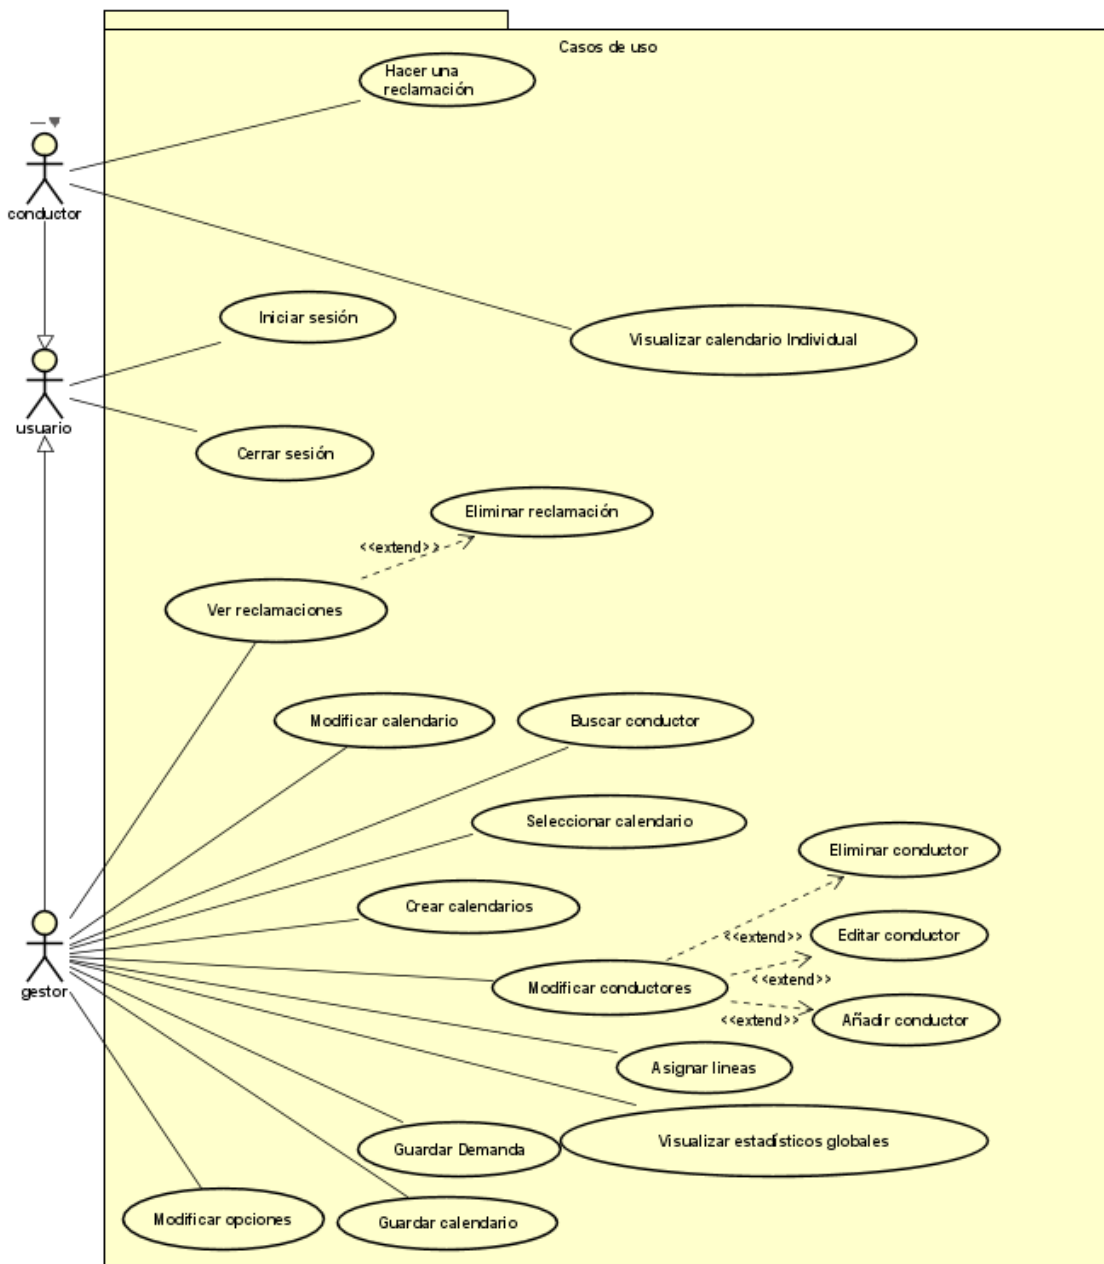 Casos de uso
Hacer una
reclamación
conductor
Iniciar sesión
Visualizar calendario Individual
usuario
Cerrar sesión
Eliminar reclamación
<<extend>>
Ver reclamaciones
Modificar calendario
Buscar conductor
Seleccionar calendario
Eliminar conductor
Crear calendarios
<<extend>>
Editar conductor
gestor
Modificar conductores
<<extend>>
<<extend>>
Añadir conductor
Asignar lineas
Guardar Demanda
Visualizar estadísticos globales
Modificar opciones
Guardar calendario